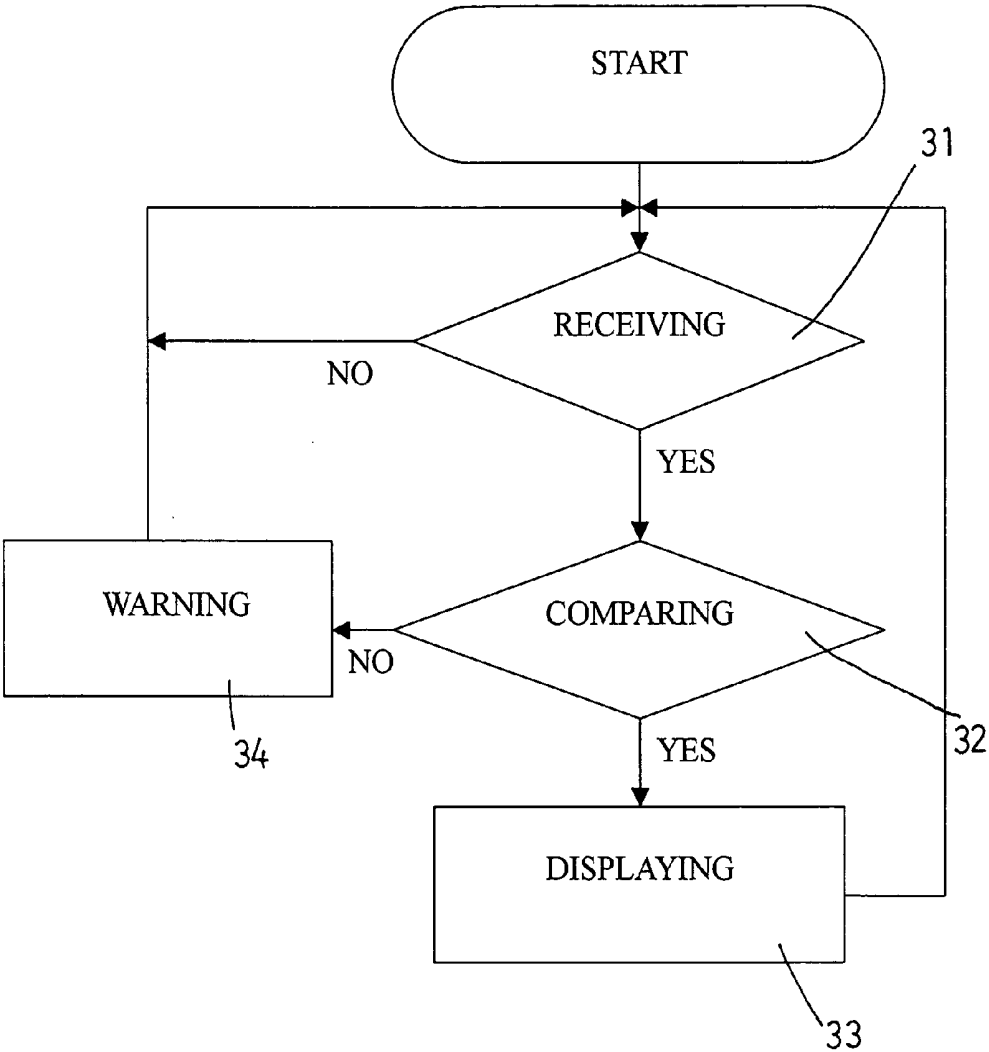 START
31
RECEIVING
NO
YES
WARNING
COMPARING
NO
34
32
YES
DISPLAYING
33